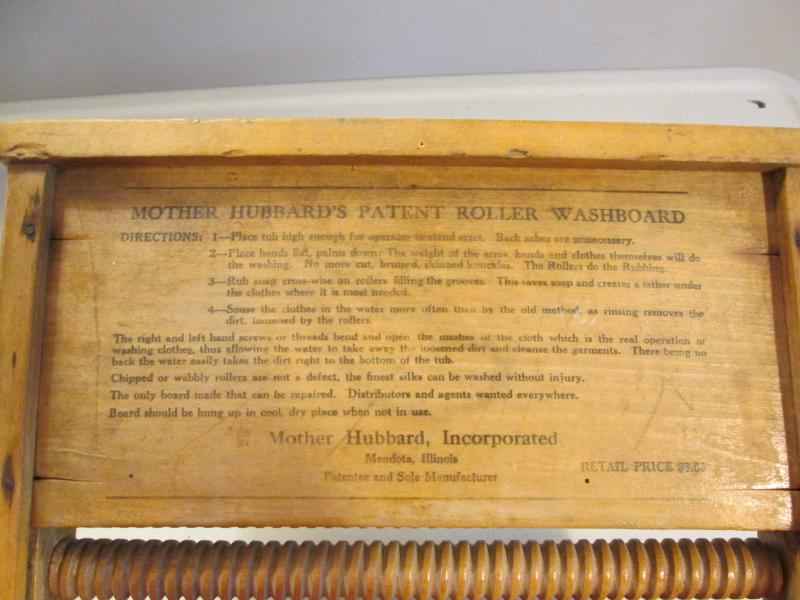 MOTHER HUBBARD'S PATENT ROLLER WASHBOARD
DIRECTIONS: 1—Place tub high enough for operator to stand erect. Back aches are unnecessary.
2—Place hands flat, palms down: The weight of the arms, hands and clothes themselves will do
the washing. No more cut, bruised, skinned knuckles. The Rollers do the Rubbing.
3—Rub soap cross-wise on rollers filling the grooves. This saves soap and creates a lather under
the clothes where it is most needed.
4—Souse the clothes in the water more often than by the old method, as rinsing removes the
dirt, loosened by the rollers.
The right and left hand screws or threads bend and open the meshes of the cloth which is the real operation of
washing clothes, thus allowing the water to take away the loosened dirt and cleanse the garments. There being no
back the water easily takes the dirt right to the bottom of the tub.
Chipped or wabbly rollers are not a defect, the finest silks can be washed without injury.
The only board made that can be repaired. Distributors and agents wanted everywhere.
Board should be hung up in cool, dry place when not in use.
Mother Hubbard, Incorporated
Mendota, Illinois
Patentee and Sole Manufacturer
RETAIL PRICE